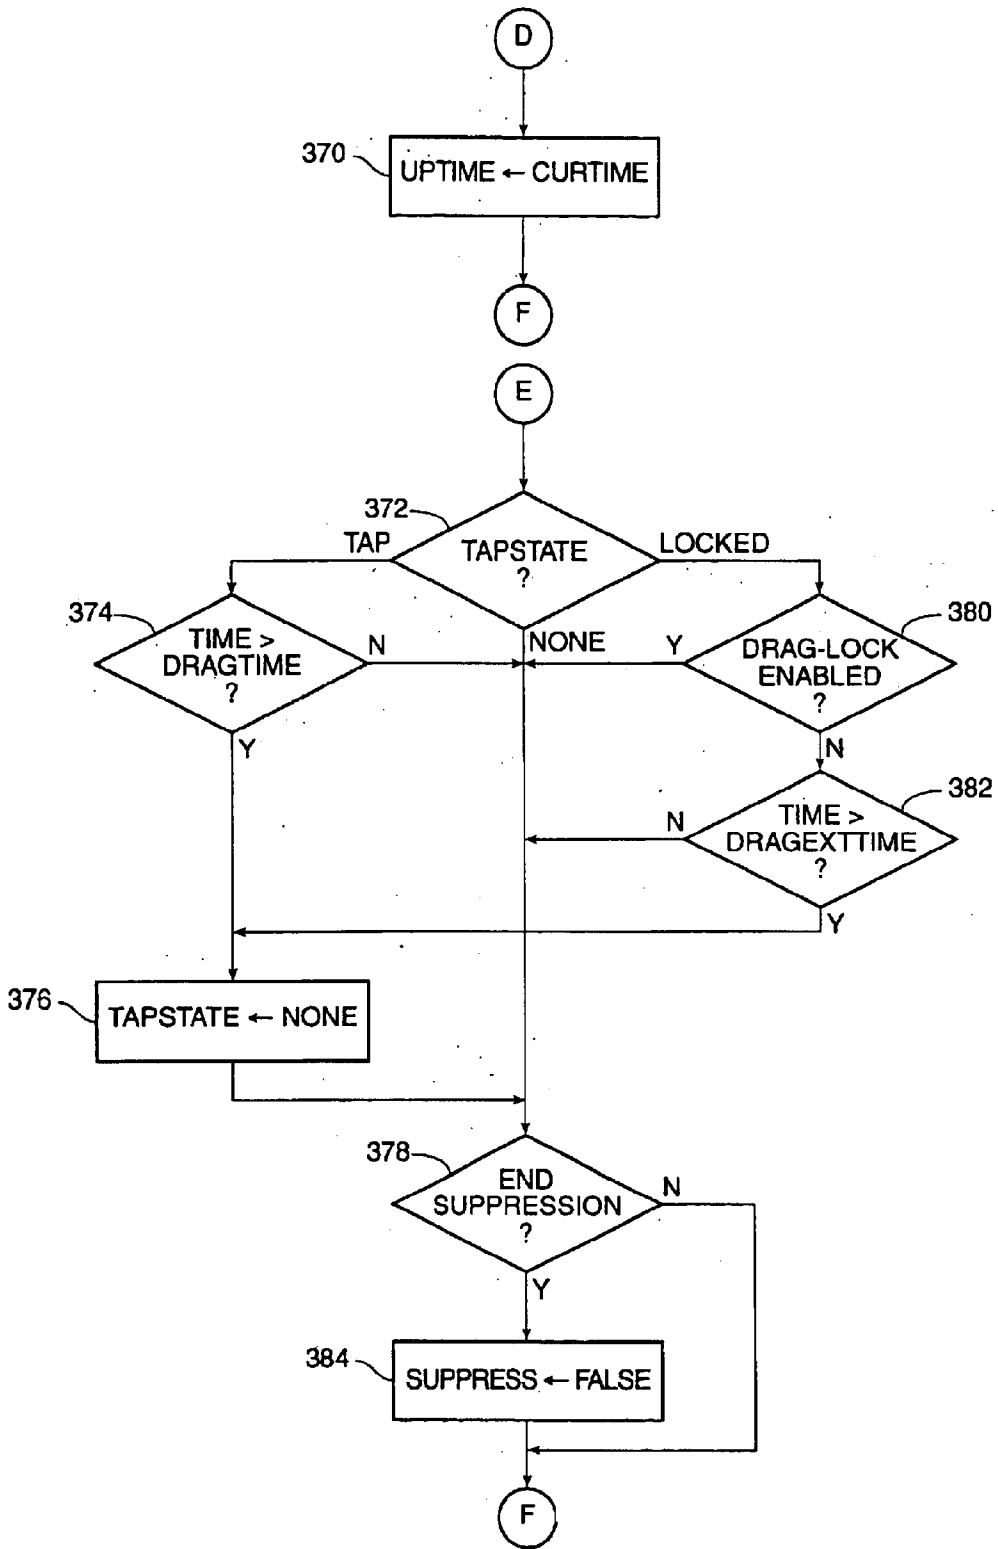 D
370
UPTIME ← CURTIME
F
E
372
TAP
TAPSTATE
?
LOCKED
374
TIME >
DRAGTIME
?
N
NONE
Y
380
DRAG-LOCK
ENABLED
?
Y
N
382
TIME >
DRAGEXTTIME
?
N
Y
376
TAPSTATE ← NONE
378
END
SUPPRESSION
?
N
Y
384
SUPPRESS ← FALSE
F